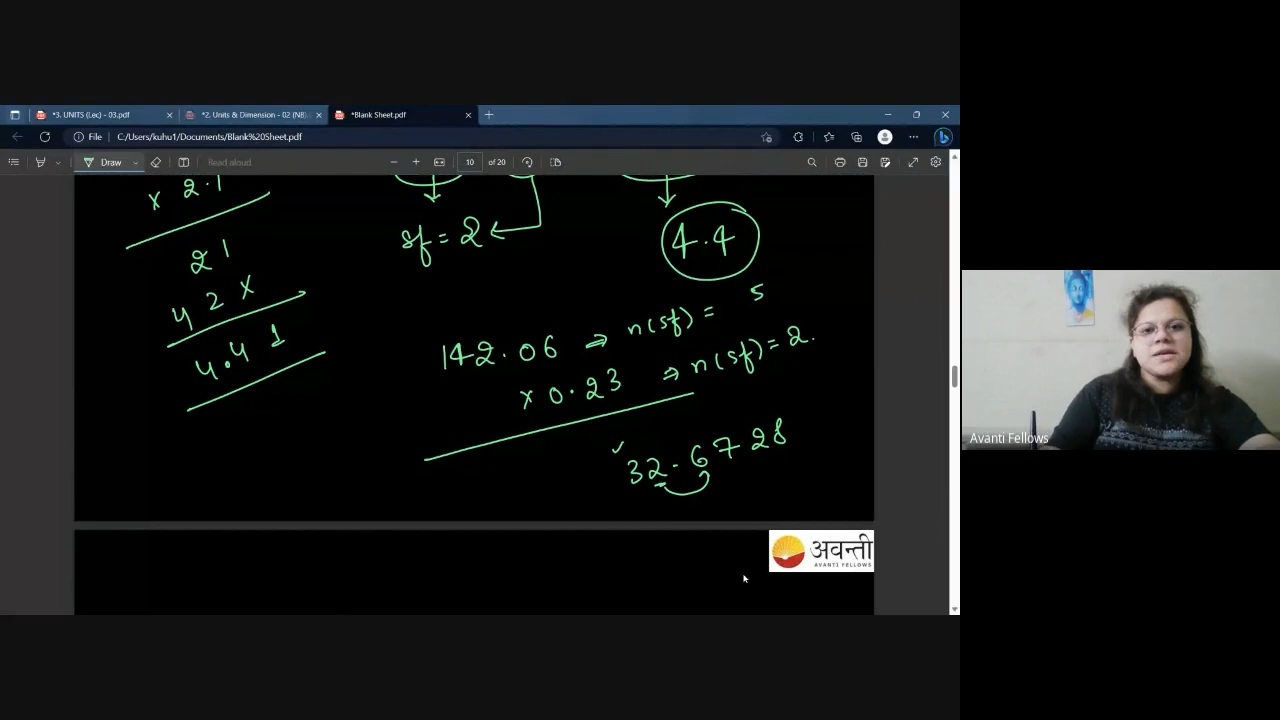 *3. UNITS (Lec) - 03.pdf
*2. Units & Dimension - 02 (NB).
*Blank Sheet.pdf
File C:/Users/kuhu1/Documents/Blank%20Sheet.pdf
Draw Read aloud 10 of 20
x 2.1
21
42x
4.41
sf = 2
4.4
142.06 ⇒ n(sf) = 5
x 0.23 ⇒ n(sf) = 2.
32.6728
अवन्ती
AVANTI FELLOWS
Avanti Fellows